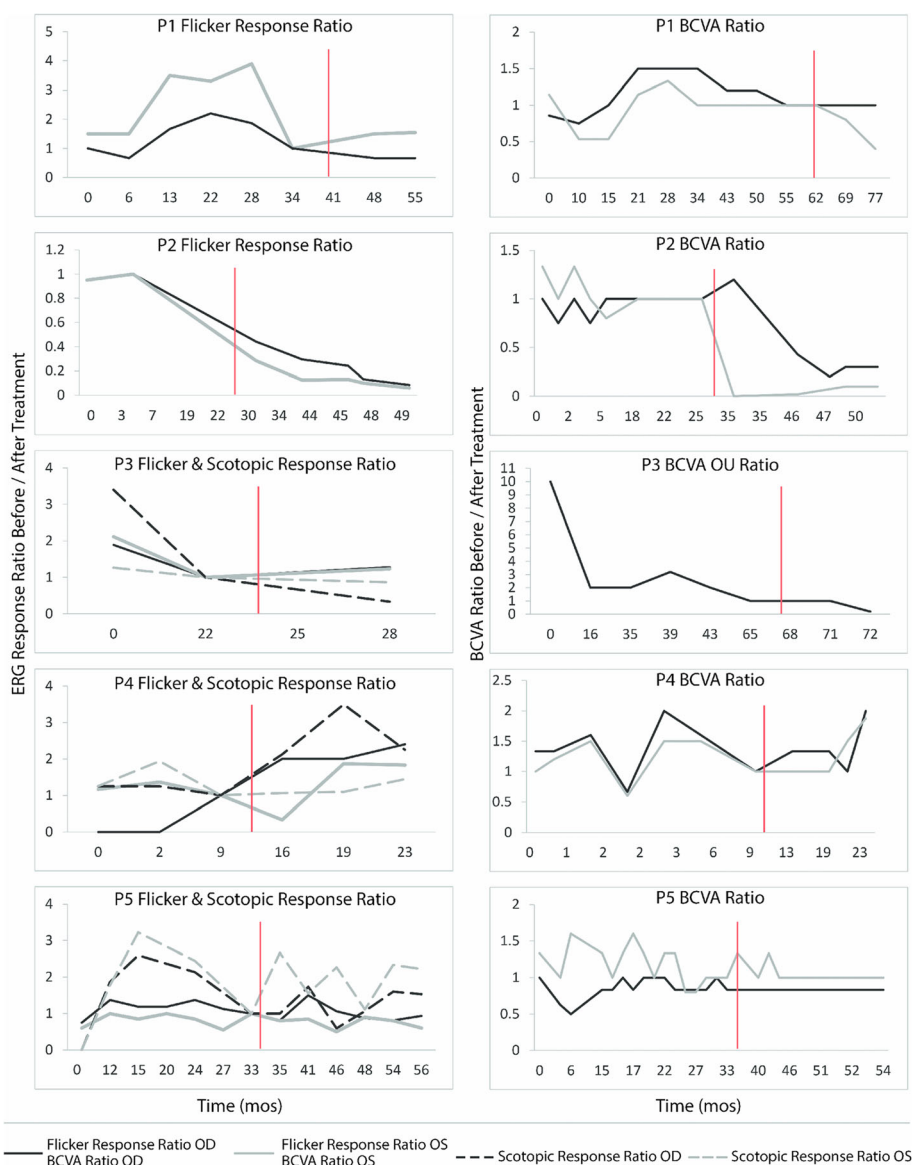 P1 Flicker Response Ratio
5
4
3
2
1
0
0 6 13 22 28 34 41 48 55
P1 BCVA Ratio
2
1.5
1
0.5
0
0 10 15 21 28 34 43 50 55 62 69 77
P2 Flicker Response Ratio
1.2
1
0.8
0.6
0.4
0.2
0
0 3 7 19 22 30 34 44 45 48 49
P2 BCVA Ratio
1.5
1
0.5
0
0 2 5 18 22 25 35 35 46 47 50
ERG Response Ratio Before / After Treatment
BCVA Ratio Before / After Treatment
P3 Flicker & Scotopic Response Ratio
4
3
2
1
0
0 22 25 28
P3 BCVA OU Ratio
11
10
9
8
7
6
5
4
3
2
1
0
0 16 35 39 43 65 68 71 72
P4 Flicker & Scotopic Response Ratio
4
3
2
1
0
0 2 9 16 19 23
P4 BCVA Ratio
2.5
2
1.5
1
0.5
0
0 1 2 2 3 6 9 13 19 23
P5 Flicker & Scotopic Response Ratio
4
3
2
1
0
0 12 15 20 24 27 33 35 41 46 48 54 56
P5 BCVA Ratio
2
1.5
1
0.5
0
0 6 15 17 22 27 33 40 46 51 52 54
Time (mos)
Time (mos)
Flicker Response Ratio OD
BCVA Ratio OD
Flicker Response Ratio OS
BCVA Ratio OS
Scotopic Response Ratio OD
Scotopic Response Ratio OS